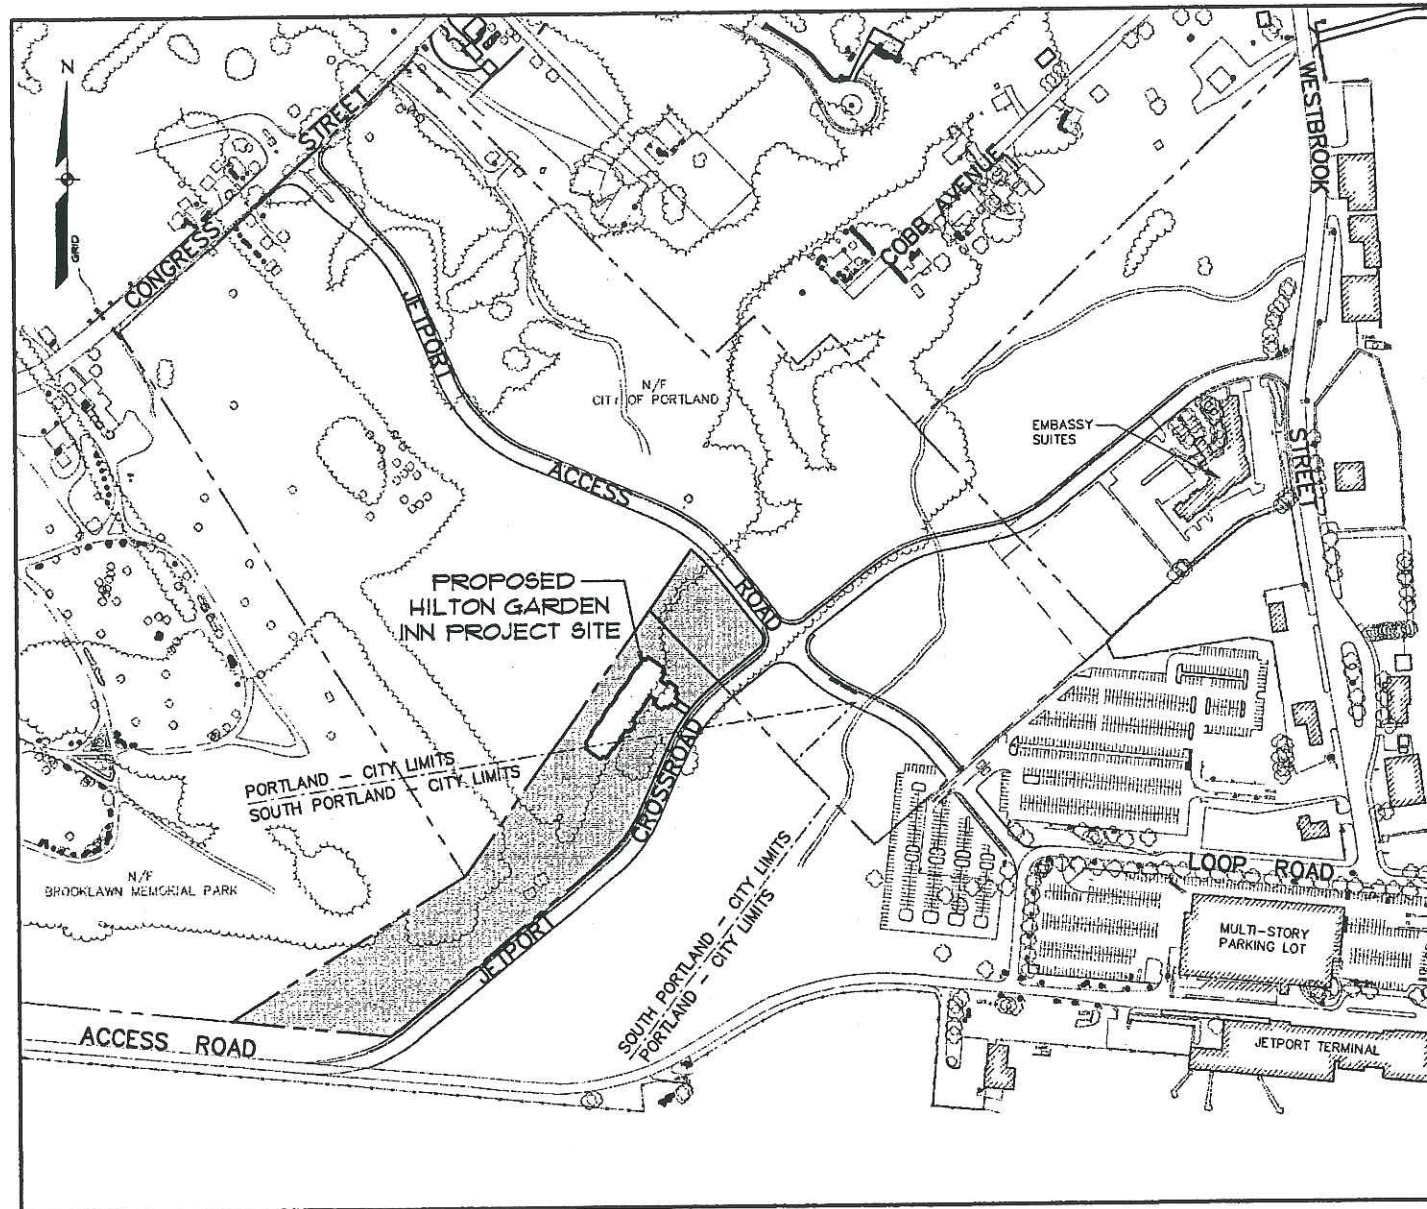 N
GRID
CONGRESS
STREET
JETPORT
ACCESS
ROAD
COBB AVENUE
WESTBROOK
STREET
N/F
CITY OF PORTLAND
EMBASSY
SUITES
PROPOSED
HILTON GARDEN
INN PROJECT SITE
PORTLAND - CITY LIMITS
SOUTH PORTLAND - CITY LIMITS
JETPORT
CROSSROAD
N/F
BROOKLAWN MEMORIAL PARK
SOUTH PORTLAND - CITY LIMITS
PORTLAND - CITY LIMITS
LOOP ROAD
MULTI-STORY
PARKING LOT
ACCESS ROAD
JETPORT TERMINAL